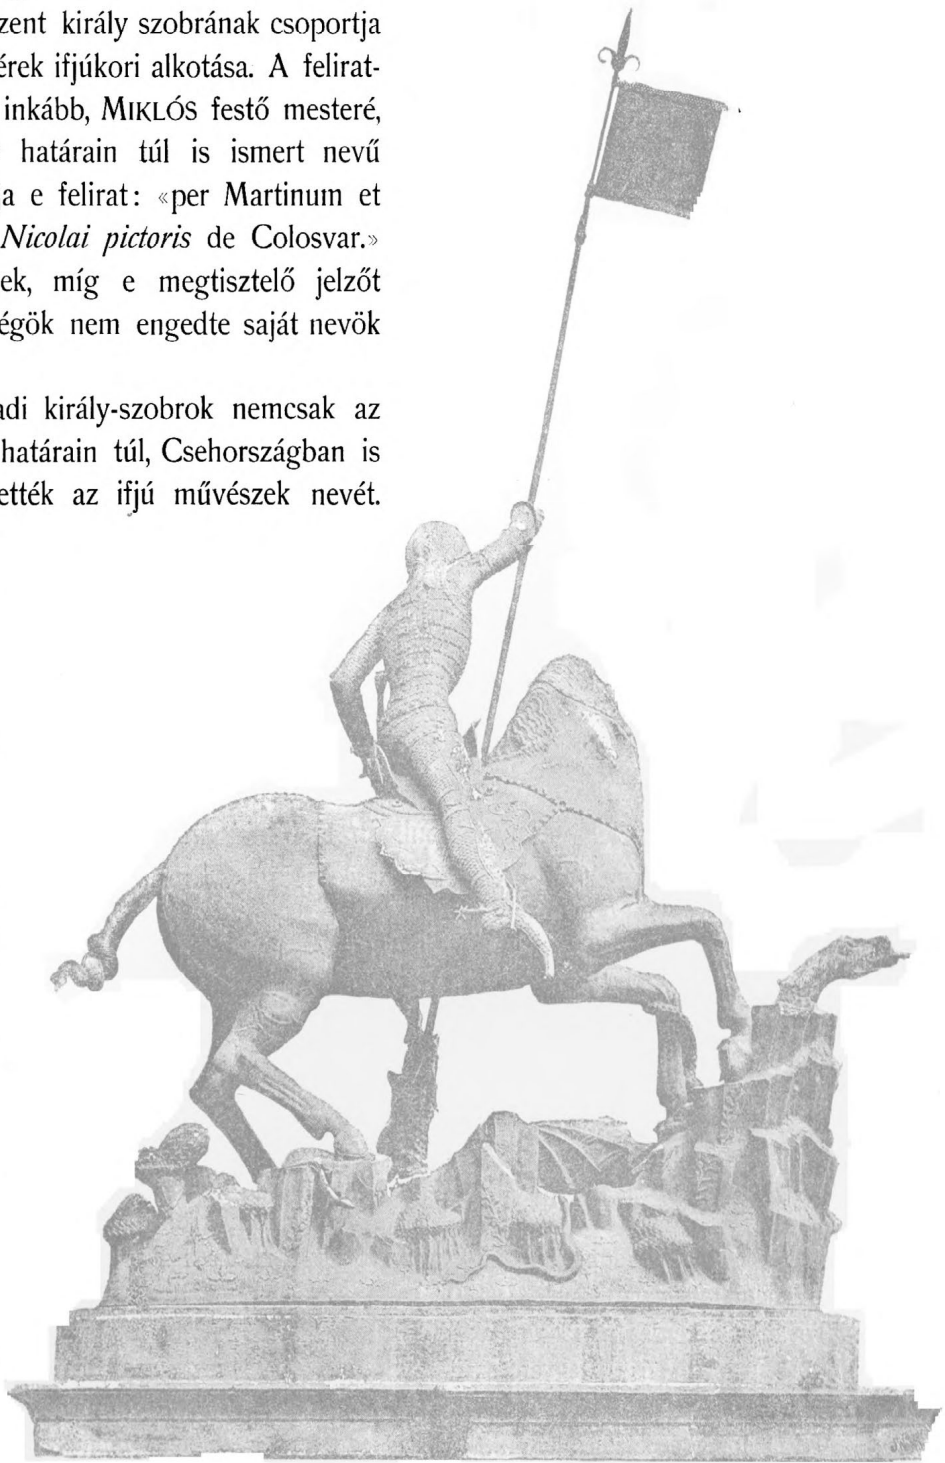 zent király szobrának csoportja
érek ifjúkori alkotása. A felirat-
inkább, MIKLÓS festő mesteré,
határain túl is ismert nevű
a e felirat: «per Martinum et
Nicolai pictoris de Colosvar.»
ek, míg e megtisztelő jelzőt
égök nem engedte saját nevök
adi király-szobrok nemcsak az
határain túl, Csehországban is
ették az ifjú művészek nevét.